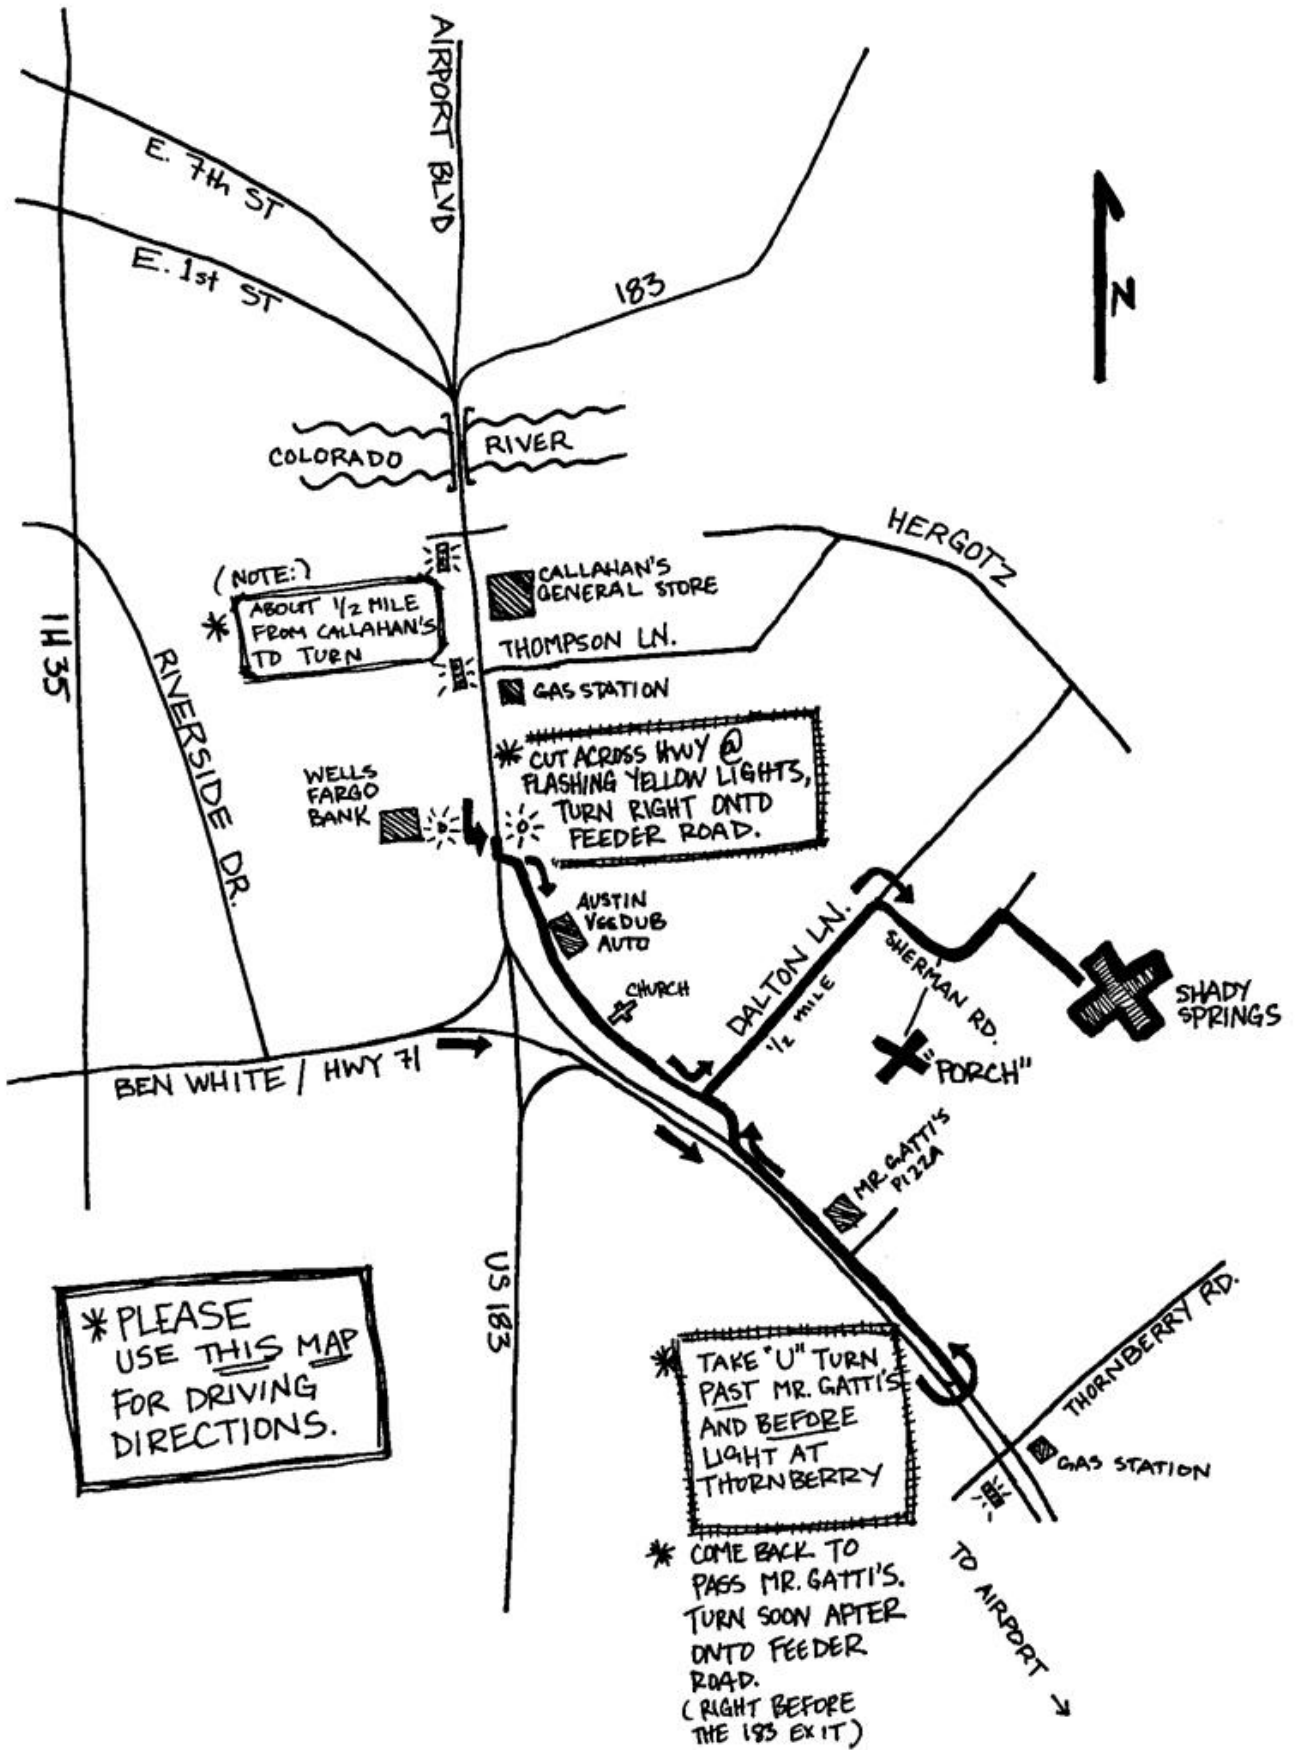 AIRPORT BLVD
E. 7th ST
E. 1st ST
183
N
COLORADO
RIVER
HERGOTZ
(NOTE:)
* ABOUT 1/2 MILE
FROM CALLAHAN'S
TO TURN
CALLAHAN'S
GENERAL STORE
THOMPSON LN.
GAS STATION
IH 35
RIVERSIDE DR.
* CUT ACROSS HWY @
FLASHING YELLOW LIGHTS,
TURN RIGHT ONTO
FEEDER ROAD.
WELLS
FARGO
BANK
AUSTIN
VEEDUB
AUTO
CHURCH
DALTON LN.
1/2 MILE
SHERMAN RD.
SHADY
SPRINGS
"PORCH"
BEN WHITE / HWY 71
MR. GATTI'S
PIZZA
US 183
THORNBERRY RD.
GAS STATION
* PLEASE
USE THIS MAP
FOR DRIVING
DIRECTIONS.
* TAKE "U" TURN
PAST MR. GATTI'S
AND BEFORE
LIGHT AT
THORNBERRY
* COME BACK TO
PASS MR. GATTI'S.
TURN SOON AFTER
ONTO FEEDER
ROAD.
(RIGHT BEFORE
THE 183 EXIT)
TO AIRPORT